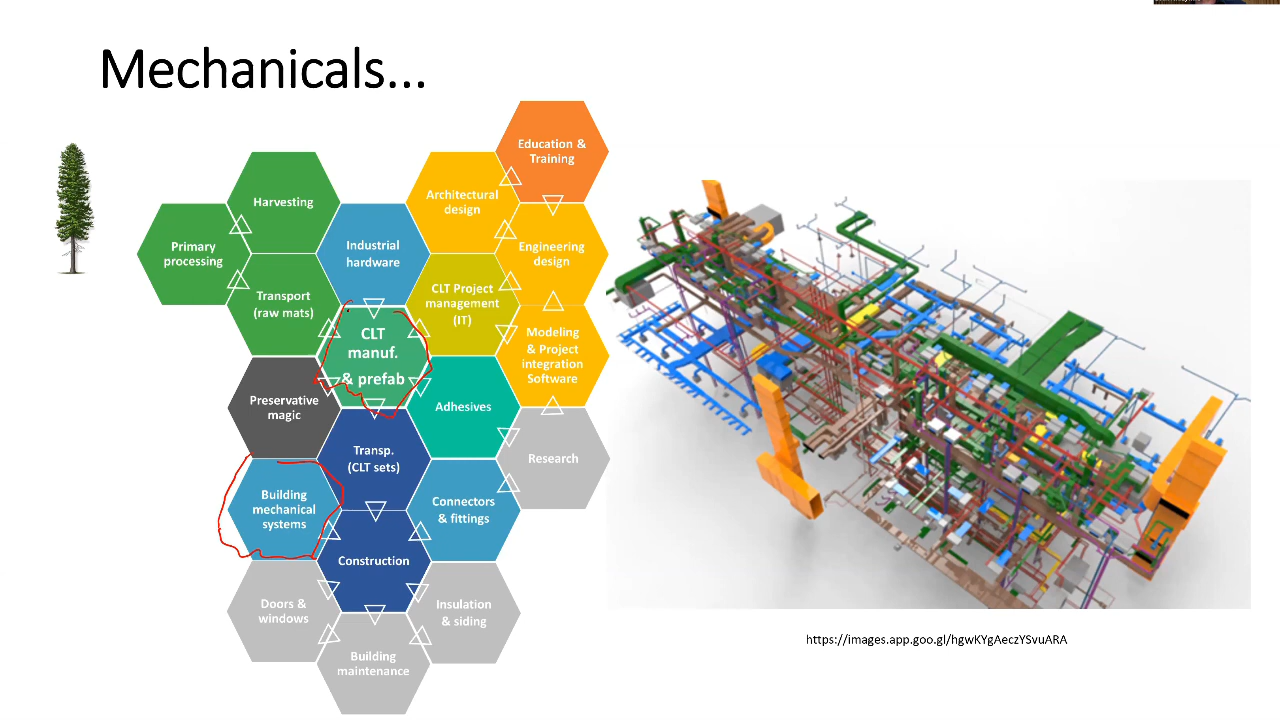 Mechanicals...
Education &
Training
Harvesting
Architectural
design
Primary
processing
Industrial
hardware
Engineering
design
Transport
(raw mats)
CLT Project
management
(IT)
CLT
manuf.
& prefab
Modeling
& Project
integration
Software
Preservative
magic
Adhesives
Transp.
(CLT sets)
Research
Building
mechanical
systems
Connectors
& fittings
Construction
Doors &
windows
Insulation
& siding
Building
maintenance
https://images.app.goo.gl/hgwKYgAeczYSvuARA